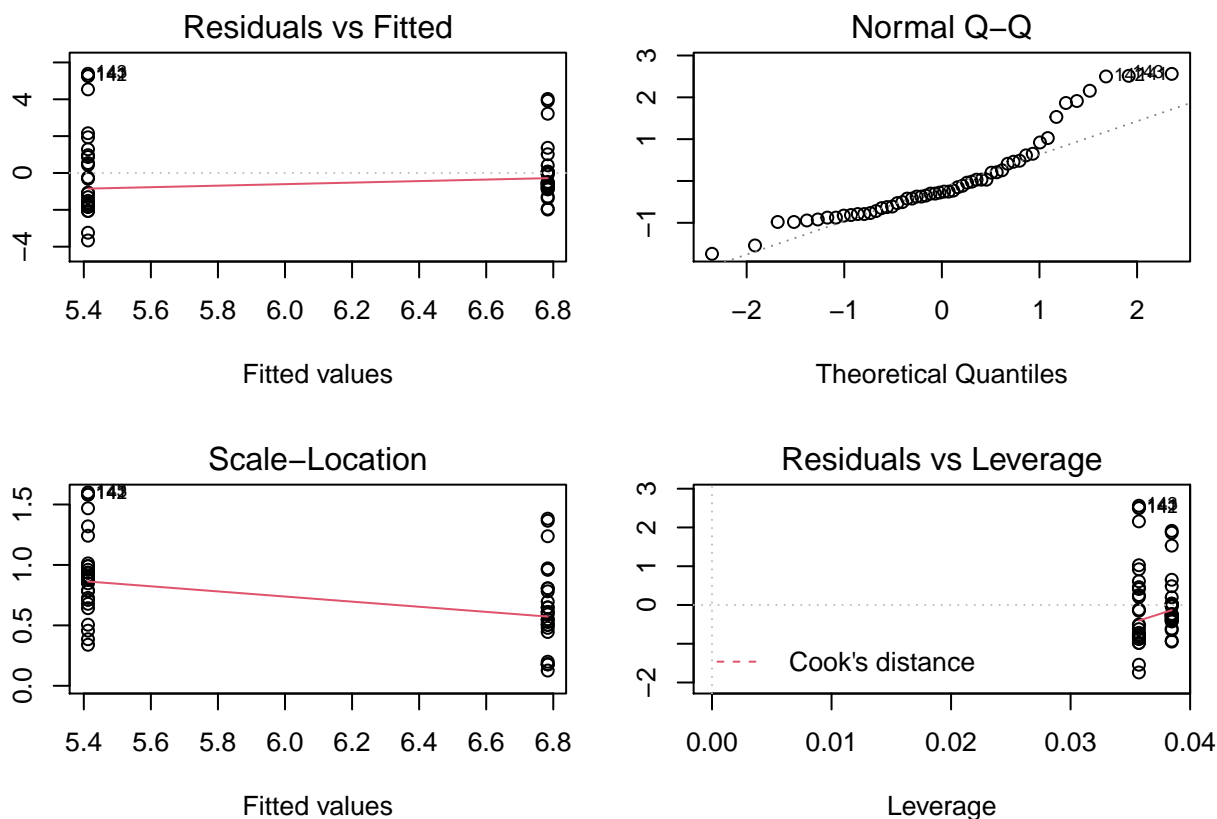 Residuals vs Fitted
4
0
−4
5.4 5.6 5.8 6.0 6.2 6.4 6.6 6.8
Fitted values
Normal Q−Q
3
2
1
−1
−2 −1 0 1 2
Theoretical Quantiles
Scale−Location
1.5
1.0
0.5
0.0
5.4 5.6 5.8 6.0 6.2 6.4 6.6 6.8
Fitted values
Residuals vs Leverage
3
2
1
0
−2
Cook's distance
0.00 0.01 0.02 0.03 0.04
Leverage